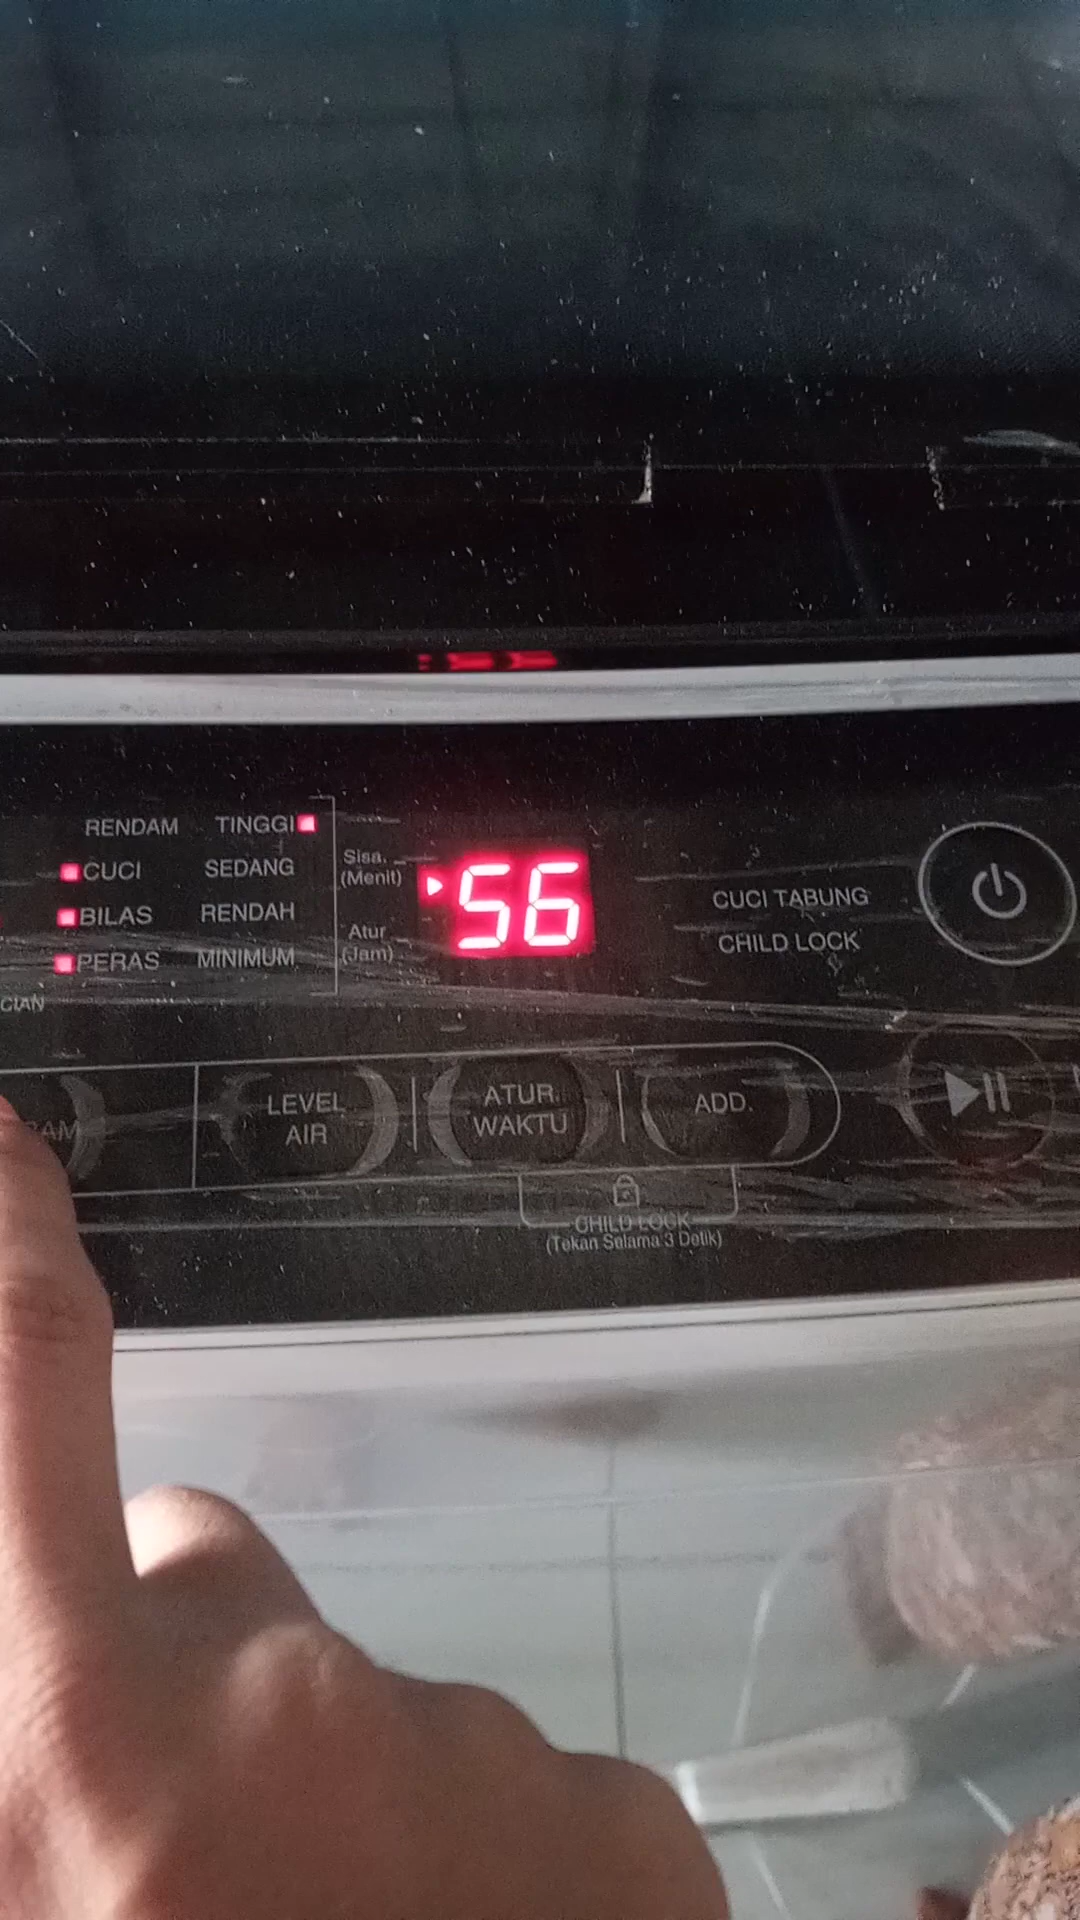 RENDAM TINGGI
CUCI SEDANG
BILAS RENDAH
PERAS MINIMUM
CIAN
Sisa.
(Menit)
Atur
(Jam)
56
CUCI TABUNG
CHILD LOCK
LEVEL
AIR
ATUR
WAKTU
ADD.
CHILD LOCK
(Tekan Selama 3 Detik)